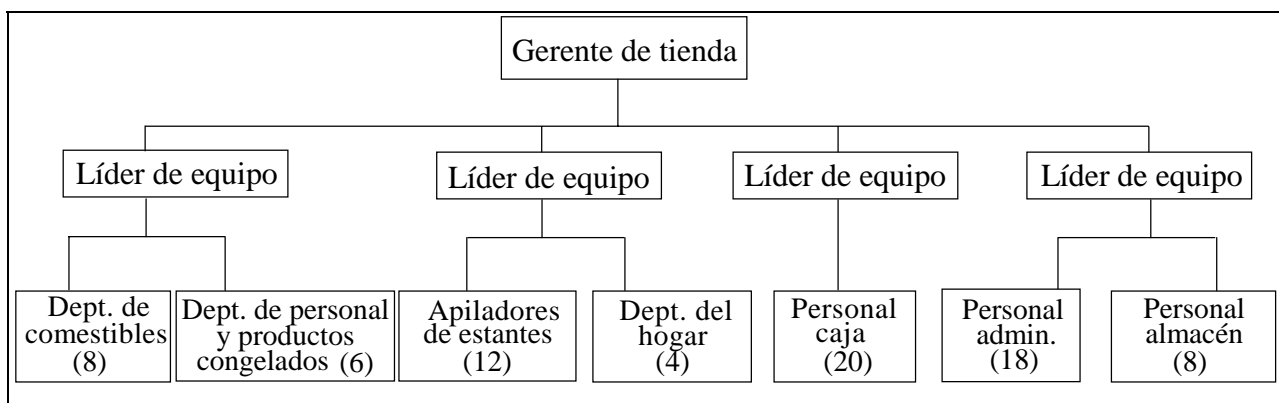 Gerente de tienda
Líder de equipo
Líder de equipo
Líder de equipo
Líder de equipo
Dept. de
comestibles
(8)
Dept. de personal
y productos
congelados (6)
Apiladores
de estantes
(12)
Dept. del
hogar
(4)
Personal
caja
(20)
Personal
admin.
(18)
Personal
almacén
(8)